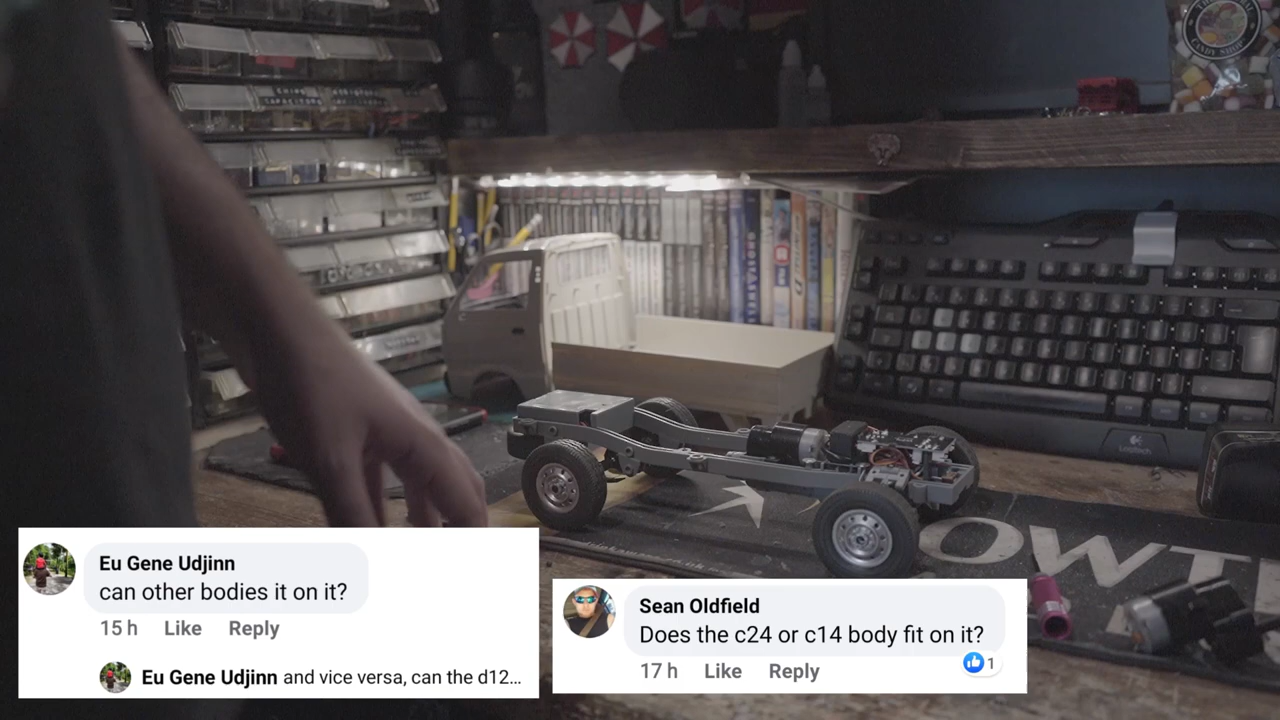 CANDY SHOP
Logitech
OWT
Eu Gene Udjinn
can other bodies it on it?
15 h Like Reply
Eu Gene Udjinn and vice versa, can the d12...
Sean Oldfield
Does the c24 or c14 body fit on it?
17 h Like Reply
1